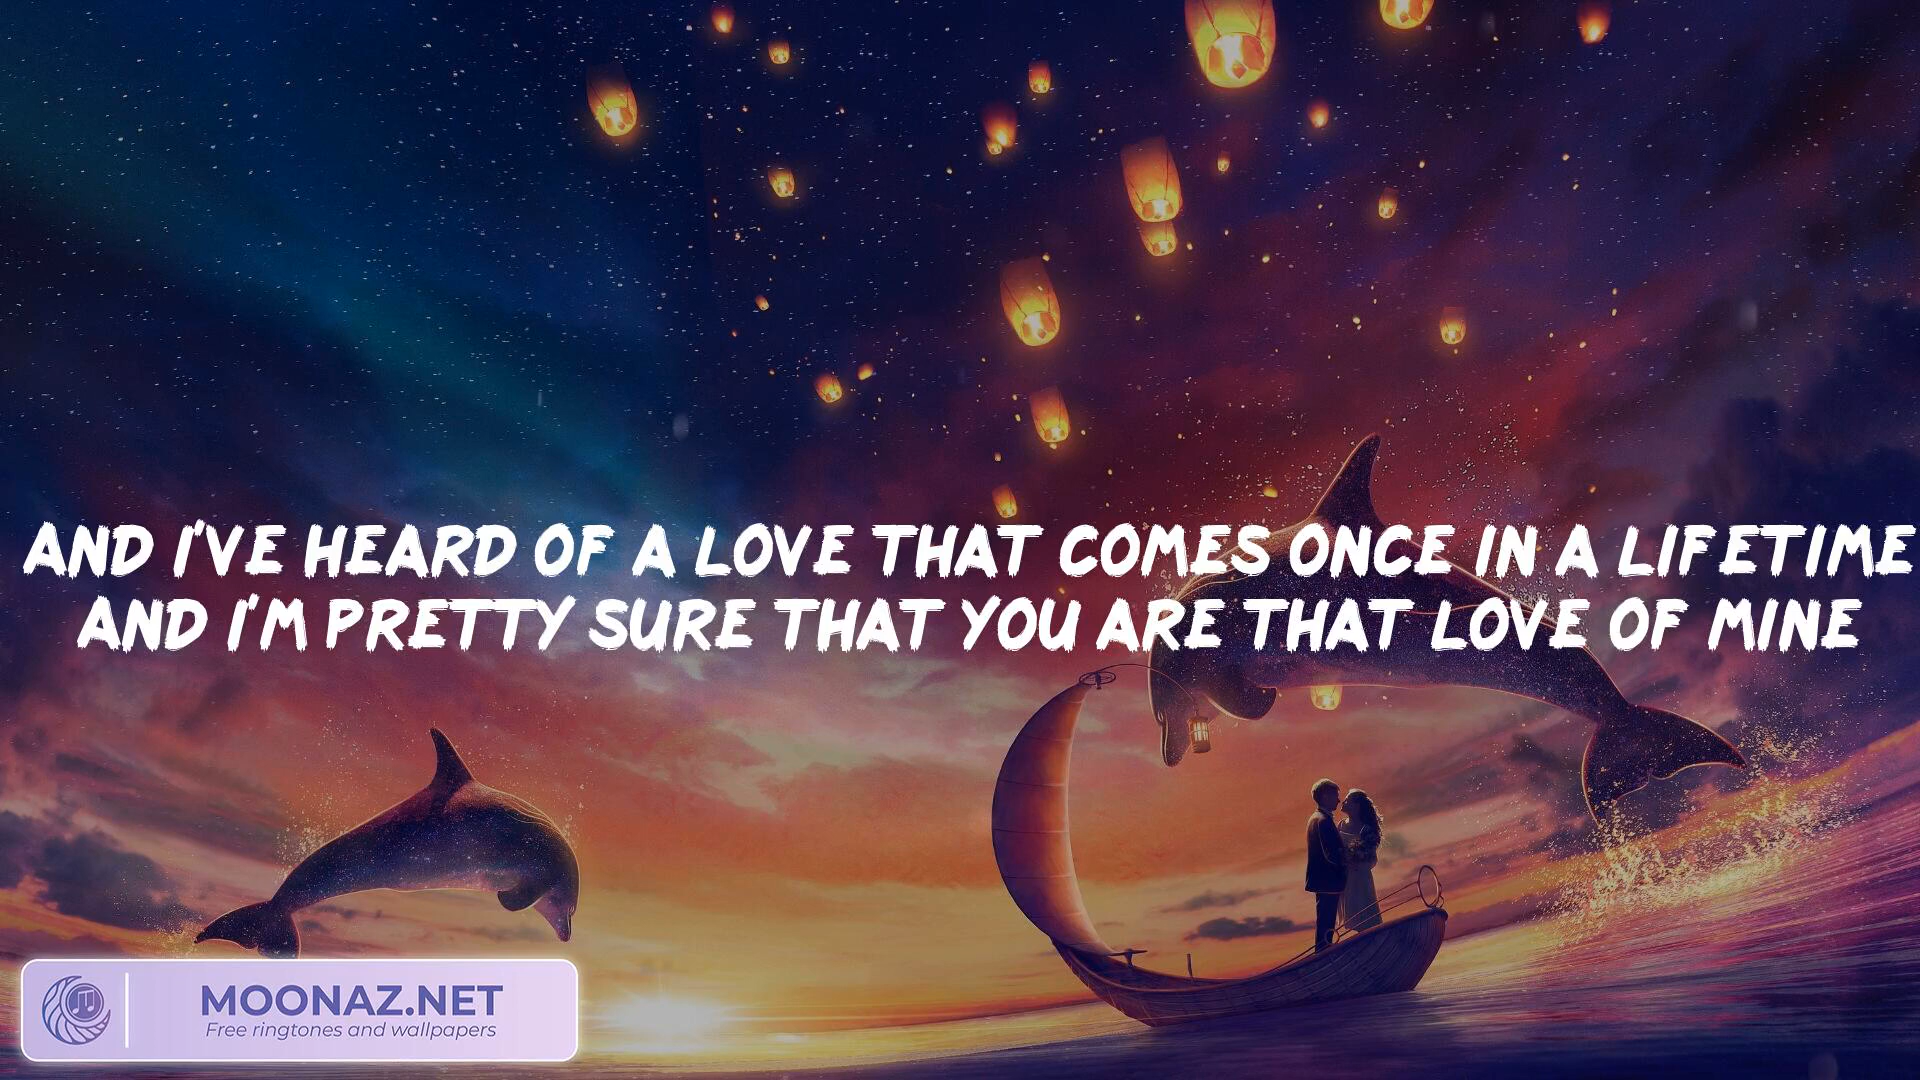 AND I'VE HEARD OF A LOVE THAT COMES ONCE IN A LIFETIME
AND I'M PRETTY SURE THAT YOU ARE THAT LOVE OF MINE
MOONAZ.NET
Free ringtones and wallpapers